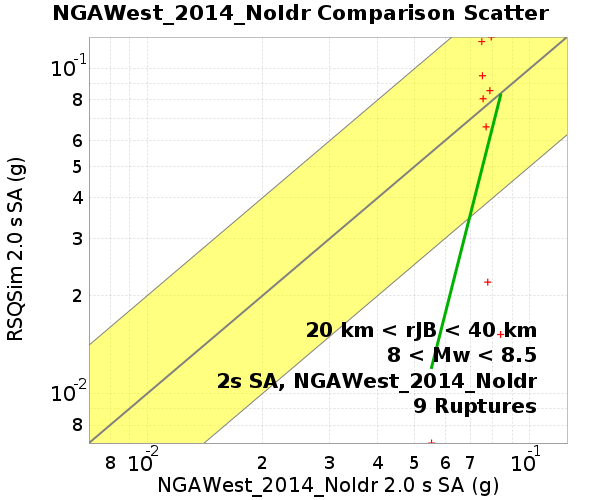 NGAWest_2014_NoIdr Comparison Scatter
RSQSim 2.0 s SA (g)
10-1
8
6
5
4
3
2
10-2
8
20 km < rJB < 40 km
8 < Mw < 8.5
2s SA, NGAWest_2014_NoIdr
9 Ruptures
8 10-2 2 3 4 5 6 7 10-1
NGAWest_2014_NoIdr 2.0 s SA (g)